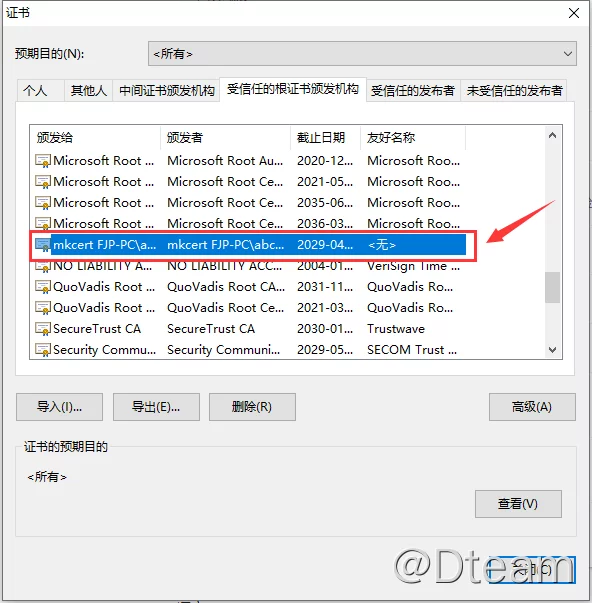 证书
预期目的(N): <所有>
个人 其他人 中间证书颁发机构 受信任的根证书颁发机构 受信任的发布者 未受信任的发布者
颁发给 颁发者 截止日期 友好名称
Microsoft Root ... Microsoft Root Au... 2020-12... Microsoft Roo...
Microsoft Root ... Microsoft Root Ce... 2021-05... Microsoft Roo...
Microsoft Root ... Microsoft Root Ce... 2035-06... Microsoft Roo...
Microsoft Root ... Microsoft Root Ce... 2036-03... Microsoft Roo...
mkcert FJP-PC\a... mkcert FJP-PC\abc... 2029-04... <无>
NO LIABILITY A... NO LIABILITY ACC... 2004-01... VeriSign Time ...
QuoVadis Root ... QuoVadis Root CA... 2031-11... QuoVadis Ro...
QuoVadis Root ... QuoVadis Root Ce... 2021-03... QuoVadis Ro...
SecureTrust CA SecureTrust CA 2030-01... Trustwave
Security Commu... Security Communi... 2029-05... SECOM Trust ...
导入(I)... 导出(E)... 删除(R) 高级(A)
证书的预期目的
<所有>
查看(V)
@Dteam